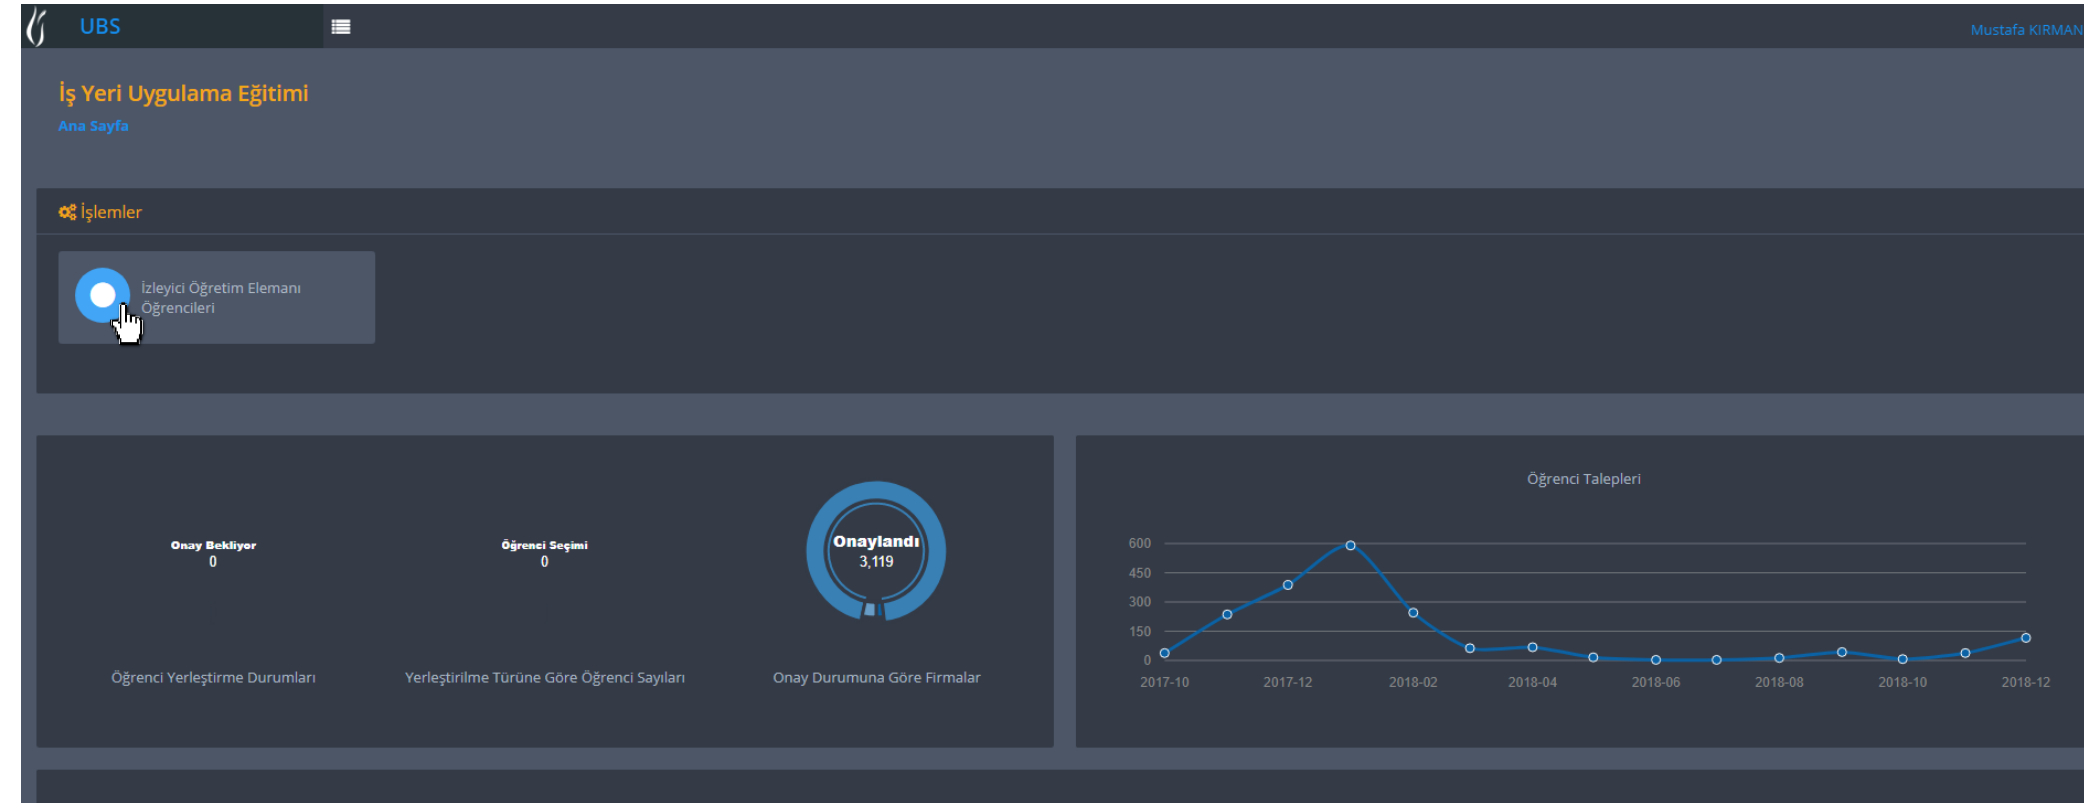 UBS
Mustafa KIRMAN
İş Yeri Uygulama Eğitimi
Ana Sayfa
İşlemler
İzleyici Öğretim Elemanı
Öğrencileri
Onay Bekliyor
0
Öğrenci Yerleştirme Durumları
Öğrenci Seçimi
0
Yerleştirilme Türüne Göre Öğrenci Sayıları
Onaylandı
3,119
Onay Durumuna Göre Firmalar
Öğrenci Talepleri
600
450
300
150
0
2017-10 2017-12 2018-02 2018-04 2018-06 2018-08 2018-10 2018-12